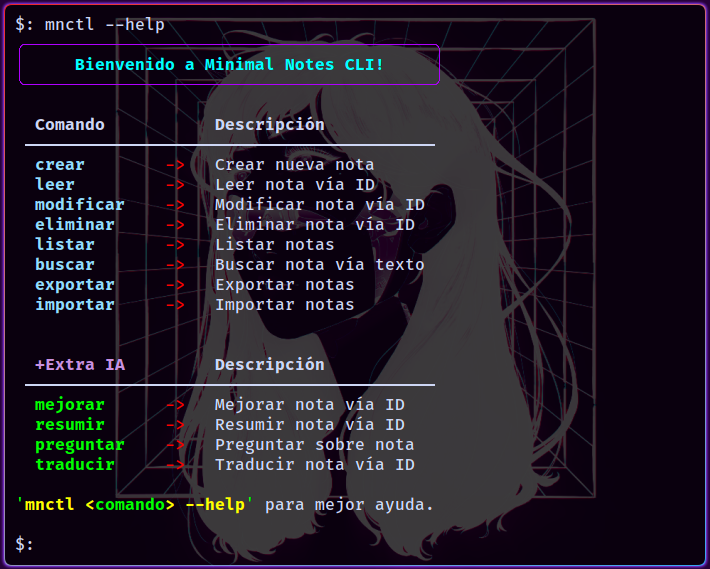 $: mnctl --help
Bienvenido a Minimal Notes CLI!
Comando Descripción
crear -> Crear nueva nota
leer -> Leer nota vía ID
modificar -> Modificar nota vía ID
eliminar -> Eliminar nota vía ID
listar -> Listar notas
buscar -> Buscar nota vía texto
exportar -> Exportar notas
importar -> Importar notas
+Extra IA Descripción
mejorar -> Mejorar nota vía ID
resumir -> Resumir nota vía ID
preguntar -> Preguntar sobre nota
traducir -> Traducir nota vía ID
'mnctl <comando> --help' para mejor ayuda.
$: